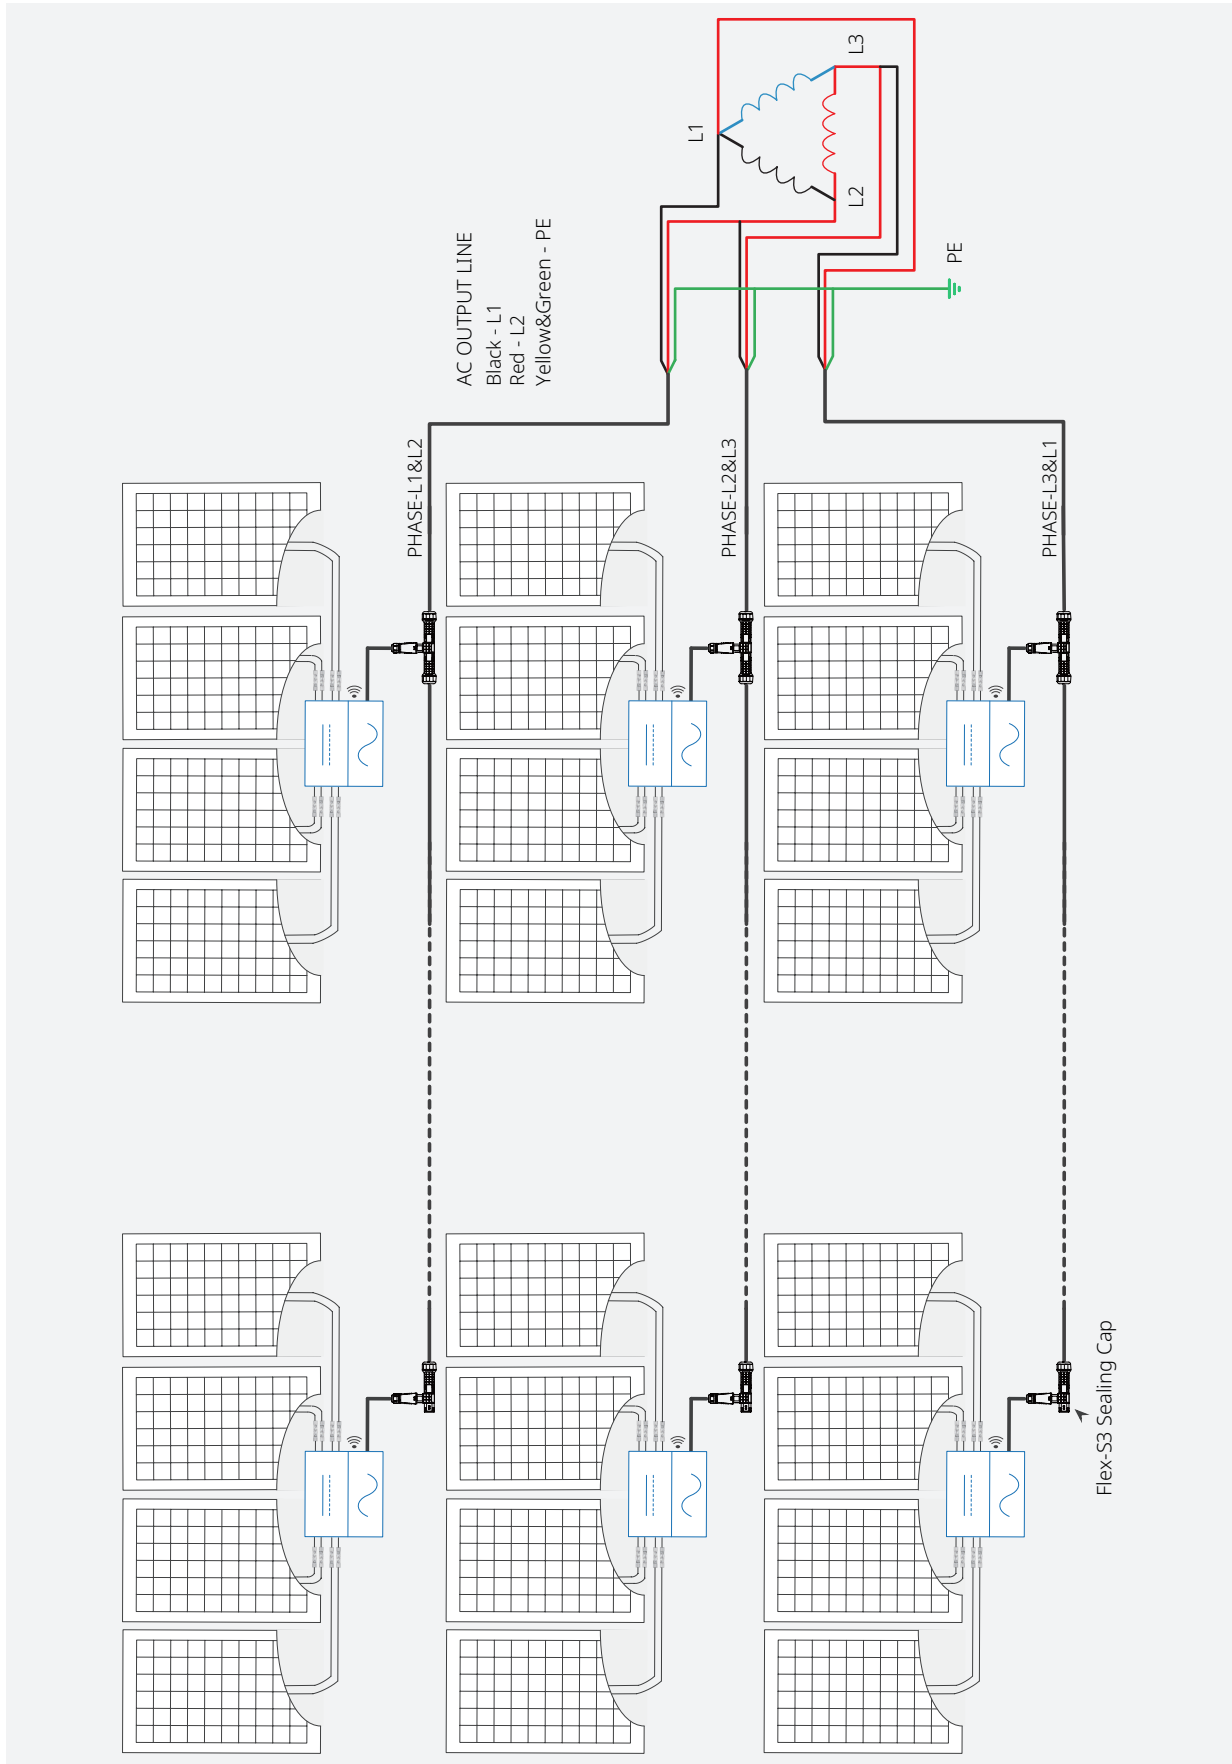 AC OUTPUT LINE
Black - L1
Red - L2
Yellow&Green - PE
L1
L3
L2
PE
PHASE-L1&L2
PHASE-L2&L3
PHASE-L3&L1
Flex-S3 Sealing Cap